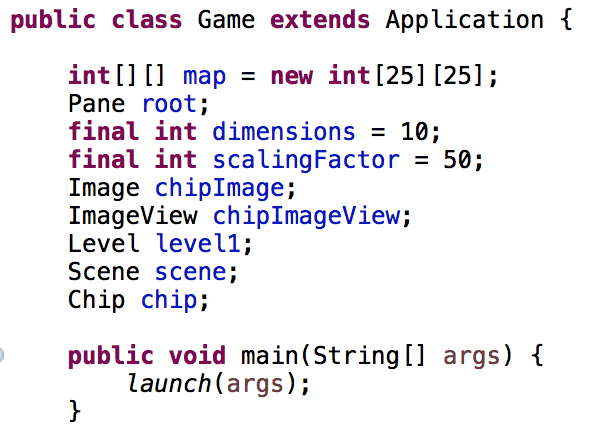 public class Game extends Application {
int[][] map = new int[25][25];
Pane root;
final int dimensions = 10;
final int scalingFactor = 50;
Image chipImage;
ImageView chipImageView;
Level level1;
Scene scene;
Chip chip;
public void main(String[] args) {
launch(args);
}